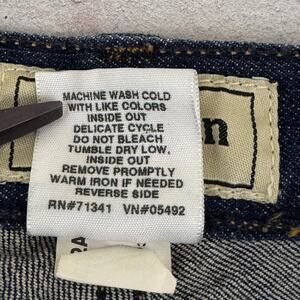 MACHINE WASH COLD
WITH LIKE COLORS
INSIDE OUT
DELICATE CYCLE
DO NOT BLEACH
TUMBLE DRY LOW,
INSIDE OUT
REMOVE PROMPTLY
WARM IRON IF NEEDED
REVERSE SIDE
RN#71341 VN#05492